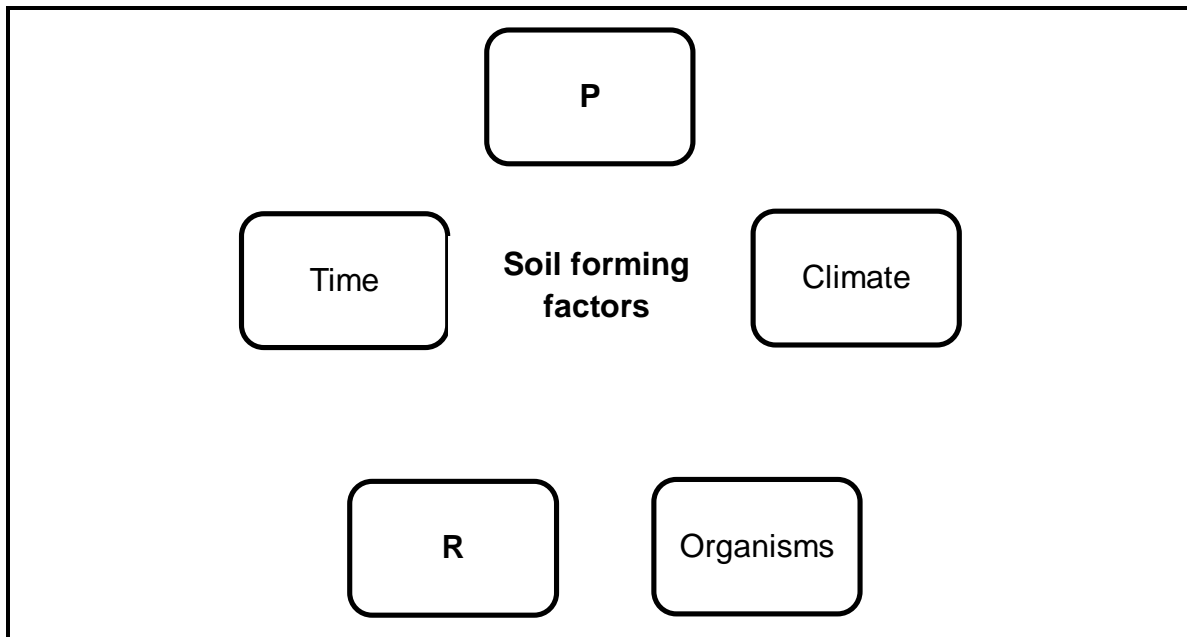 P
Time
Soil forming
factors
Climate
R
Organisms